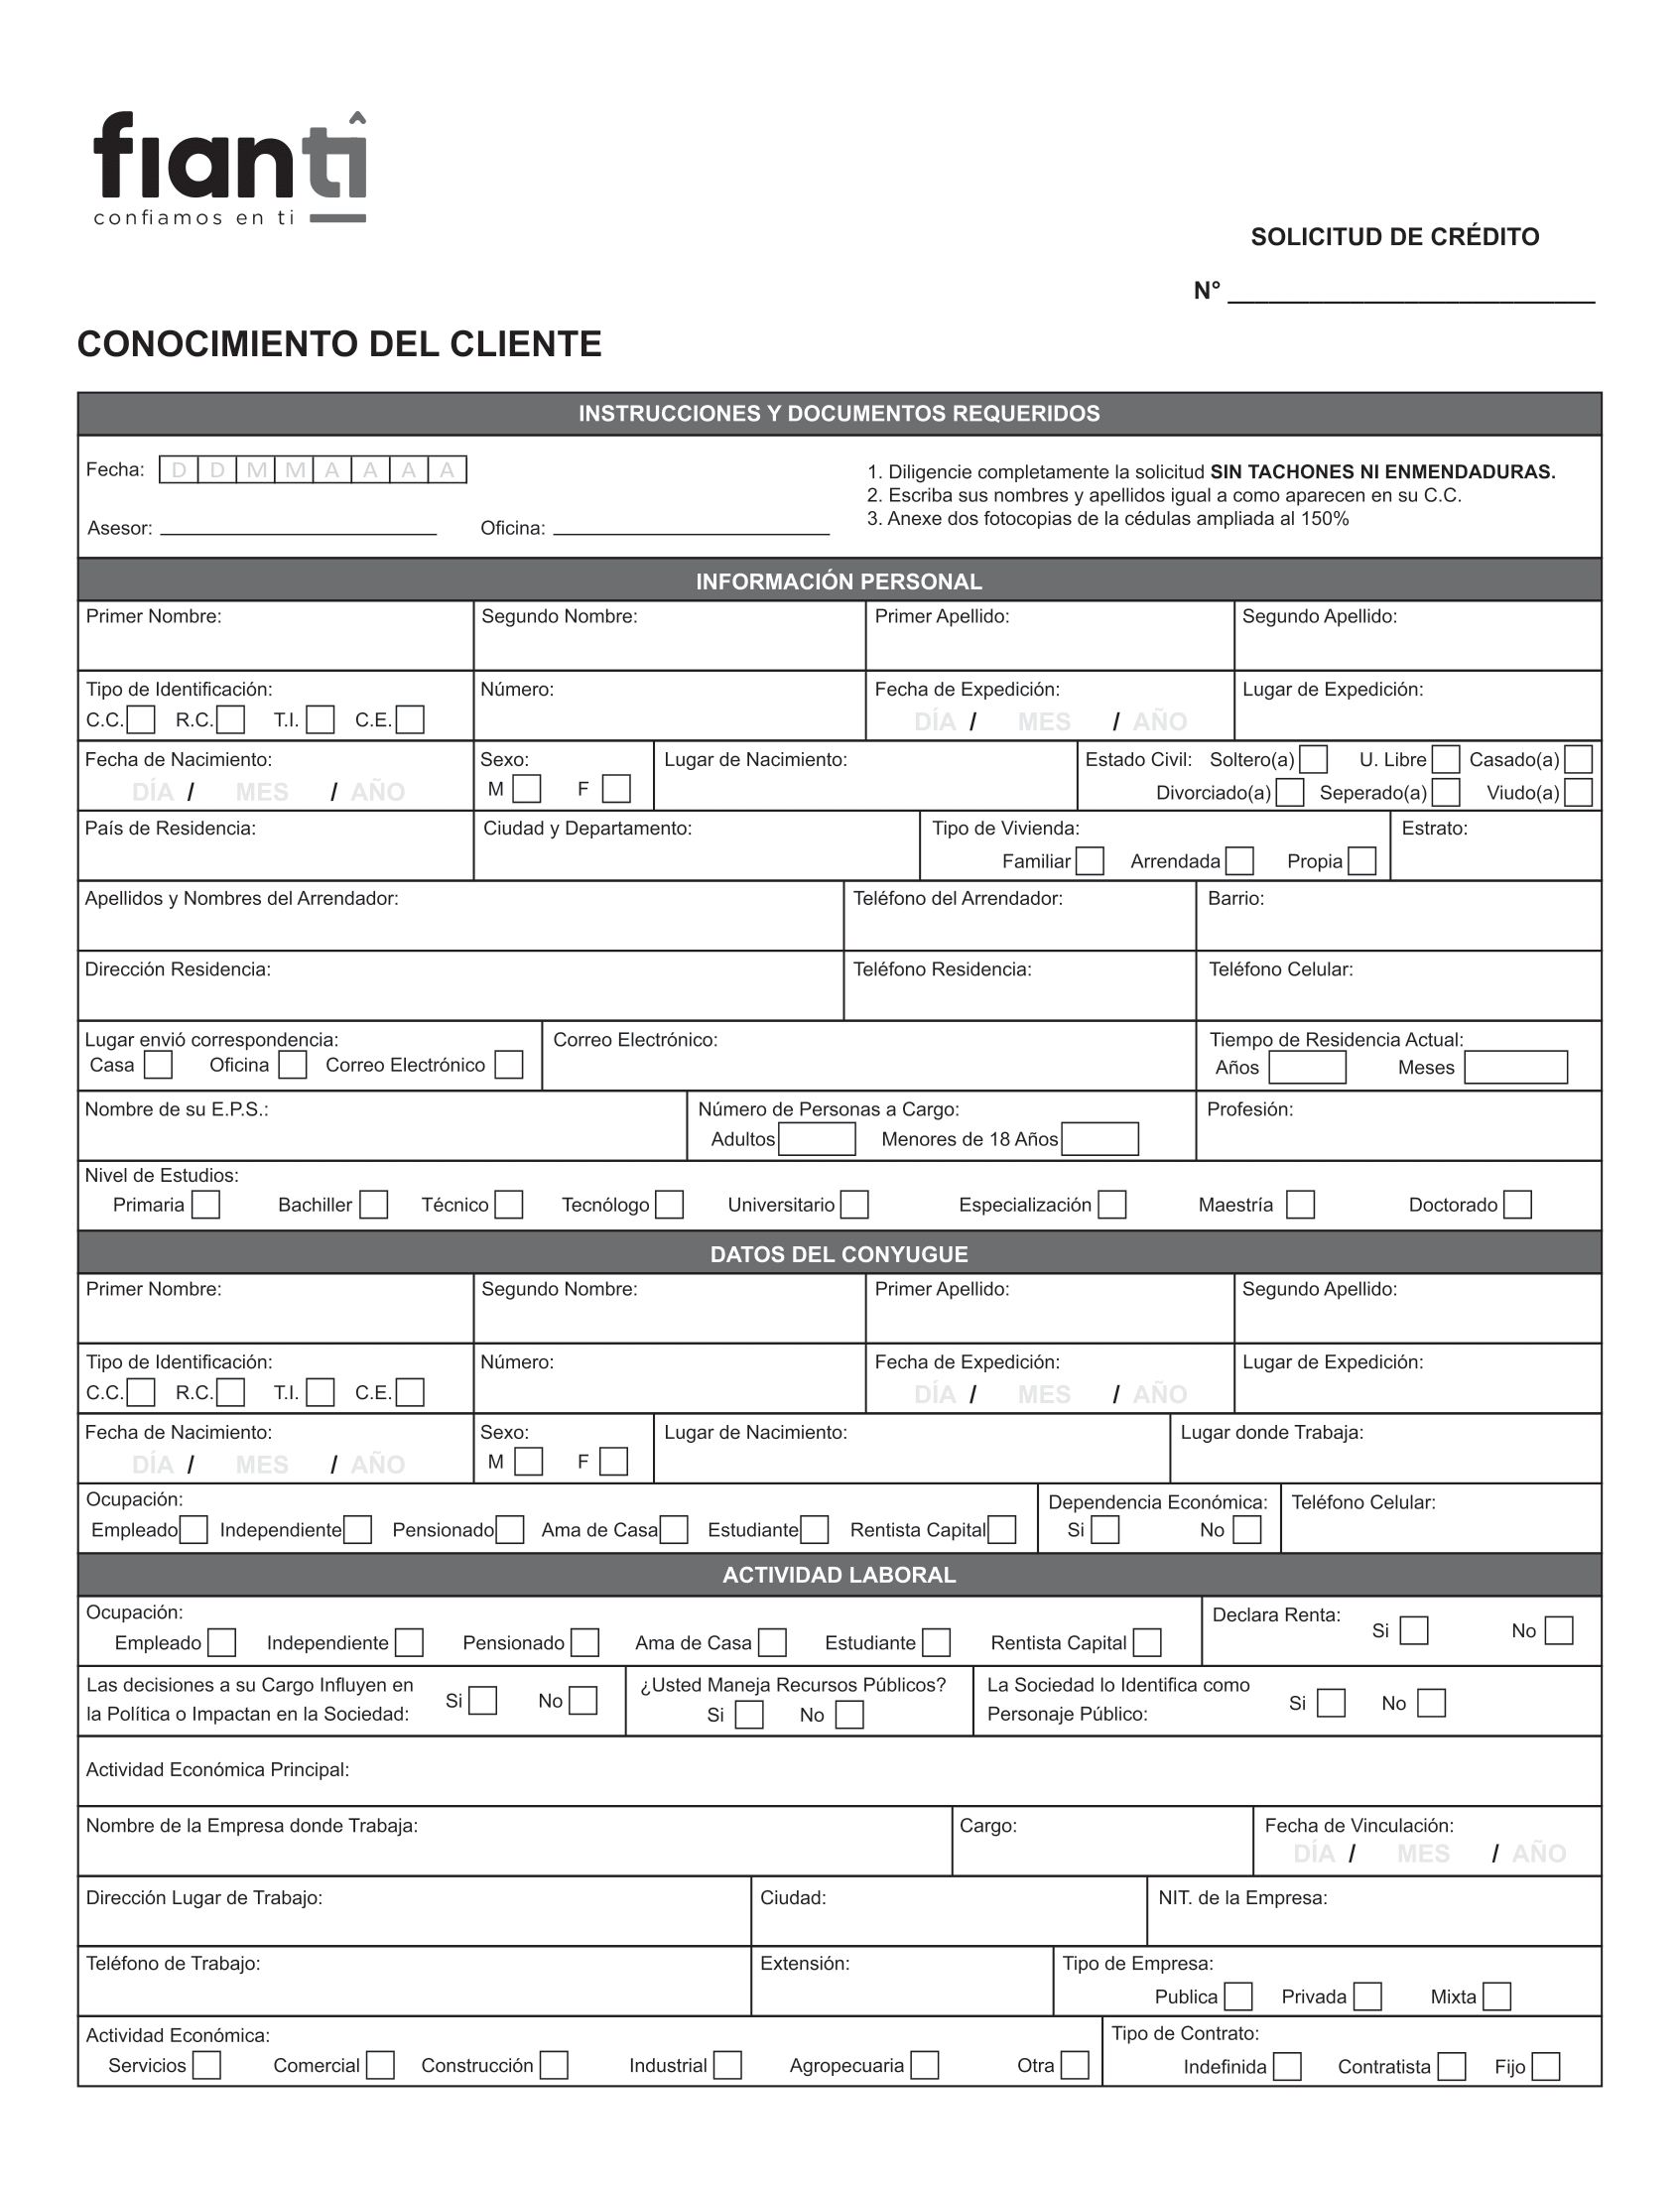 fianti
confiamos en ti
SOLICITUD DE CRÉDITO
N° ____________________________
CONOCIMIENTO DEL CLIENTE
INSTRUCCIONES Y DOCUMENTOS REQUERIDOS
Fecha: D D M M A A A A
1. Diligencie completamente la solicitud SIN TACHONES NI ENMENDADURAS.
2. Escriba sus nombres y apellidos igual a como aparecen en su C.C.
3. Anexe dos fotocopias de la cédulas ampliada al 150%
Asesor: ____________________ Oficina: ____________________
INFORMACIÓN PERSONAL
Primer Nombre: Segundo Nombre: Primer Apellido: Segundo Apellido:
Tipo de Identificación: Número: Fecha de Expedición: Lugar de Expedición:
C.C. R.C. T.I. C.E. DÍA / MES / AÑO
Fecha de Nacimiento: Sexo: Lugar de Nacimiento: Estado Civil: Soltero(a) U. Libre Casado(a)
DÍA / MES / AÑO M F Divorciado(a) Seperado(a) Viudo(a)
País de Residencia: Ciudad y Departamento: Tipo de Vivienda: Estrato:
Familiar Arrendada Propia
Apellidos y Nombres del Arrendador: Teléfono del Arrendador: Barrio:
Dirección Residencia: Teléfono Residencia: Teléfono Celular:
Lugar envió correspondencia: Correo Electrónico: Tiempo de Residencia Actual:
Casa Oficina Correo Electrónico Años Meses
Nombre de su E.P.S.: Número de Personas a Cargo: Profesión:
Adultos Menores de 18 Años
Nivel de Estudios:
Primaria Bachiller Técnico Tecnólogo Universitario Especialización Maestría Doctorado
DATOS DEL CONYUGUE
Primer Nombre: Segundo Nombre: Primer Apellido: Segundo Apellido:
Tipo de Identificación: Número: Fecha de Expedición: Lugar de Expedición:
C.C. R.C. T.I. C.E. DÍA / MES / AÑO
Fecha de Nacimiento: Sexo: Lugar de Nacimiento: Lugar donde Trabaja:
DÍA / MES / AÑO M F
Ocupación: Dependencia Económica: Teléfono Celular:
Empleado Independiente Pensionado Ama de Casa Estudiante Rentista Capital Si No
ACTIVIDAD LABORAL
Ocupación: Declara Renta: Si No
Empleado Independiente Pensionado Ama de Casa Estudiante Rentista Capital
Las decisiones a su Cargo Influyen en Si No ¿Usted Maneja Recursos Públicos? La Sociedad lo Identifica como Si No
la Política o Impactan en la Sociedad: Si No Personaje Público:
Actividad Económica Principal:
Nombre de la Empresa donde Trabaja: Cargo: Fecha de Vinculación:
DÍA / MES / AÑO
Dirección Lugar de Trabajo: Ciudad: NIT. de la Empresa:
Teléfono de Trabajo: Extensión: Tipo de Empresa:
Publica Privada Mixta
Actividad Económica: Tipo de Contrato:
Servicios Comercial Construcción Industrial Agropecuaria Otra Indefinida Contratista Fijo